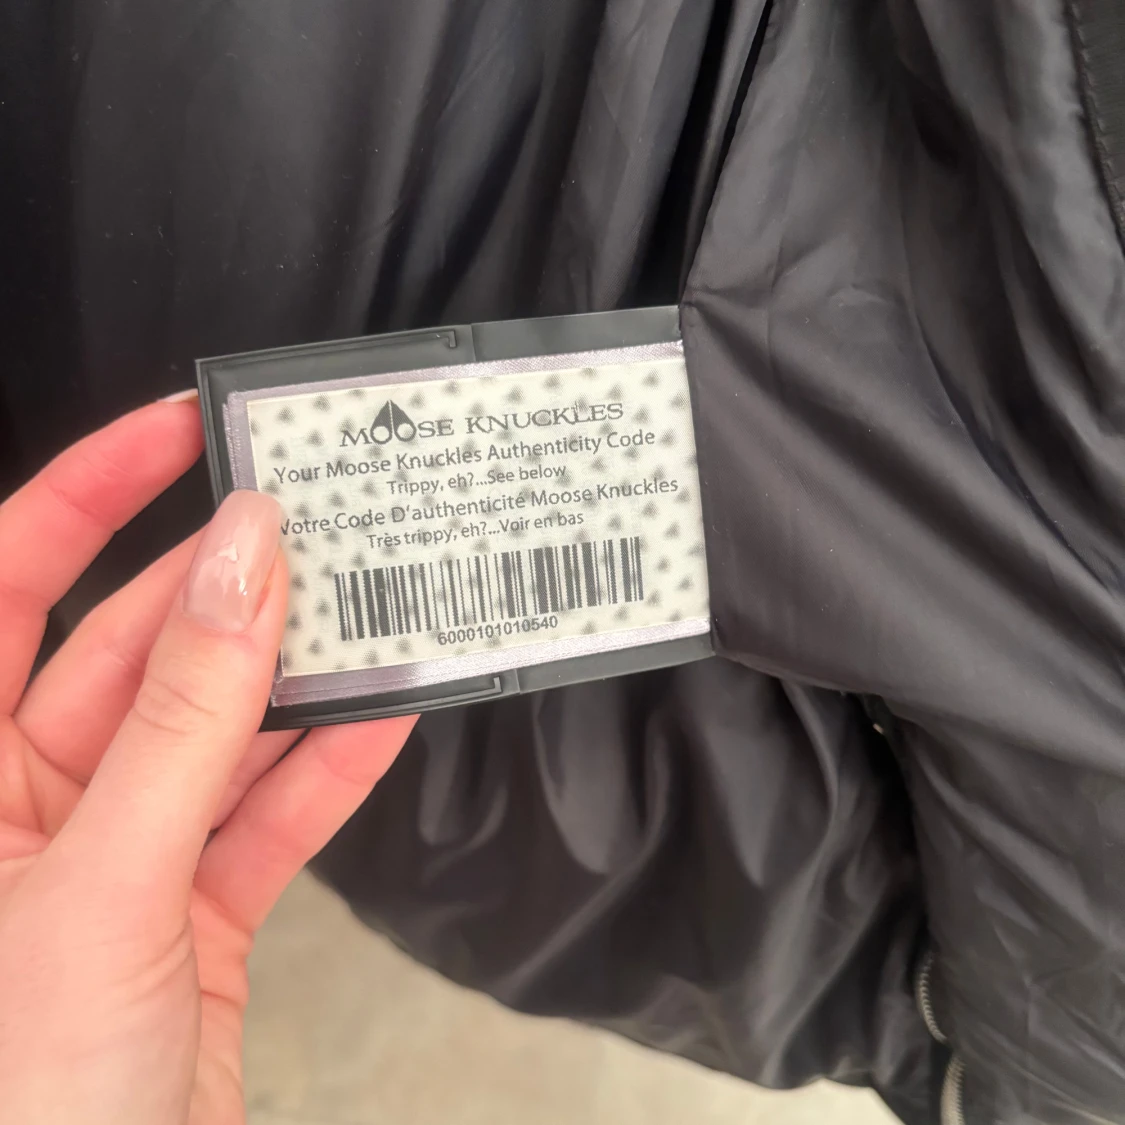 MOOSE KNUCKLES
Your Moose Knuckles Authenticity Code
Trippy, eh?...See below
Votre Code D'authenticité Moose Knuckles
Très trippy, eh?...Voir en bas
6000101010540